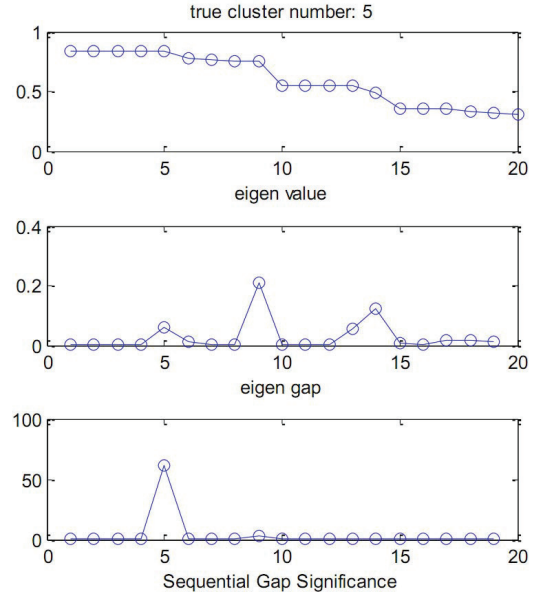 true cluster number: 5
1
0.5
0
0 5 10 15 20
eigen value
0.4
0.2
0
0 5 10 15 20
eigen gap
100
50
0
0 5 10 15 20
Sequential Gap Significance